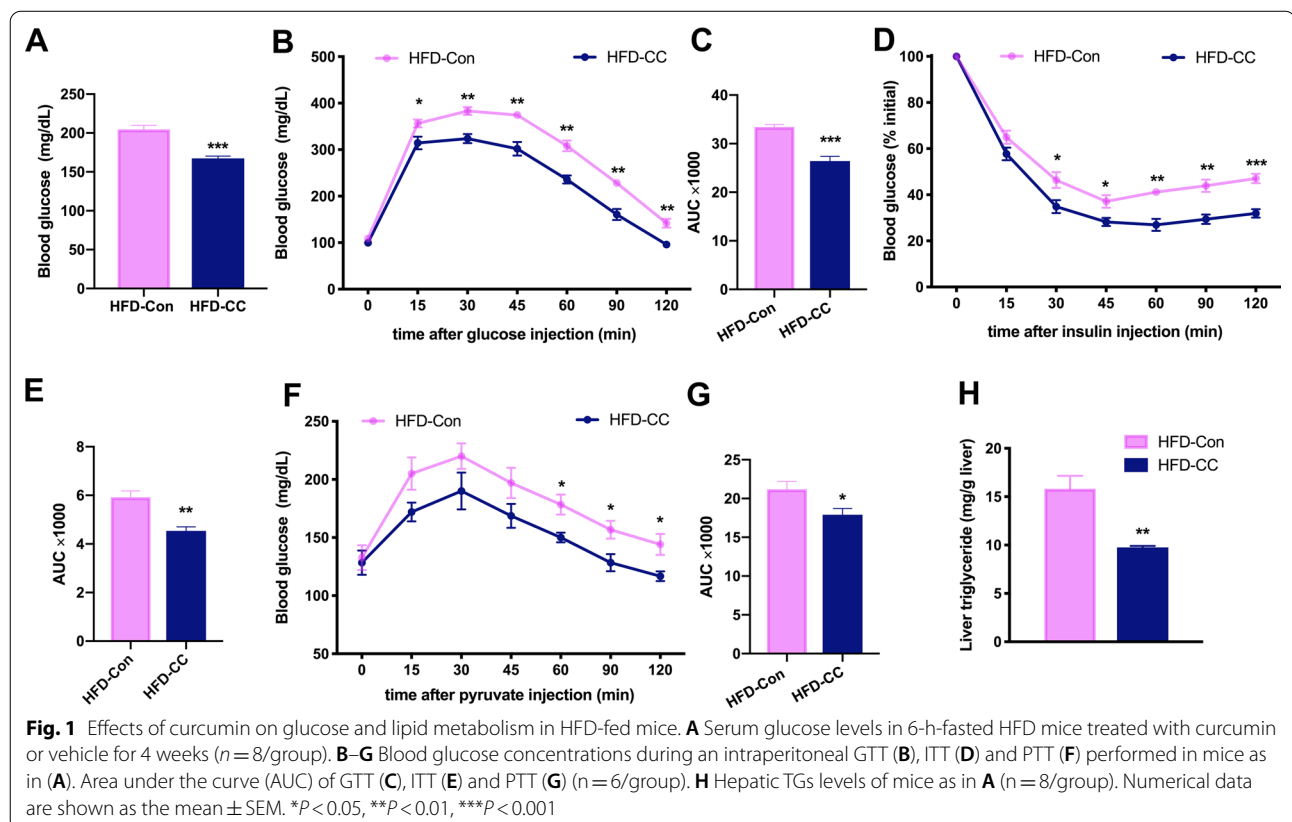 A
Blood glucose (mg/dL)
250
200
150
100
50
0
***
HFD-Con
HFD-CC
B
HFD-Con
HFD-CC
Blood glucose (mg/dL)
500
400
300
200
100
0
*
**
**
**
**
**
0
15
30
45
60
90
120
time after glucose injection (min)
C
AUC ×1000
40
30
20
10
0
***
HFD-Con
HFD-CC
D
HFD-Con
HFD-CC
Blood glucose (% initial)
100
80
60
40
20
0
*
*
**
**
***
0
15
30
45
60
90
120
time after insulin injection (min)
E
AUC ×1000
8
6
4
2
0
**
HFD-Con
HFD-CC
F
HFD-Con
HFD-CC
Blood glucose (mg/dL)
250
200
150
100
50
*
*
*
0
15
30
45
60
90
120
time after pyruvate injection (min)
G
AUC ×1000
25
20
15
10
5
0
*
HFD-Con
HFD-CC
H
HFD-Con
HFD-CC
Liver triglyceride (mg/g liver)
20
15
10
5
0
**
Fig. 1 Effects of curcumin on glucose and lipid metabolism in HFD-fed mice. A Serum glucose levels in 6-h-fasted HFD mice treated with curcumin
or vehicle for 4 weeks (n = 8/group). B–G Blood glucose concentrations during an intraperitoneal GTT (B), ITT (D) and PTT (F) performed in mice as
in (A). Area under the curve (AUC) of GTT (C), ITT (E) and PTT (G) (n = 6/group). H Hepatic TGs levels of mice as in A (n = 8/group). Numerical data
are shown as the mean ± SEM. *P < 0.05, **P < 0.01, ***P < 0.001